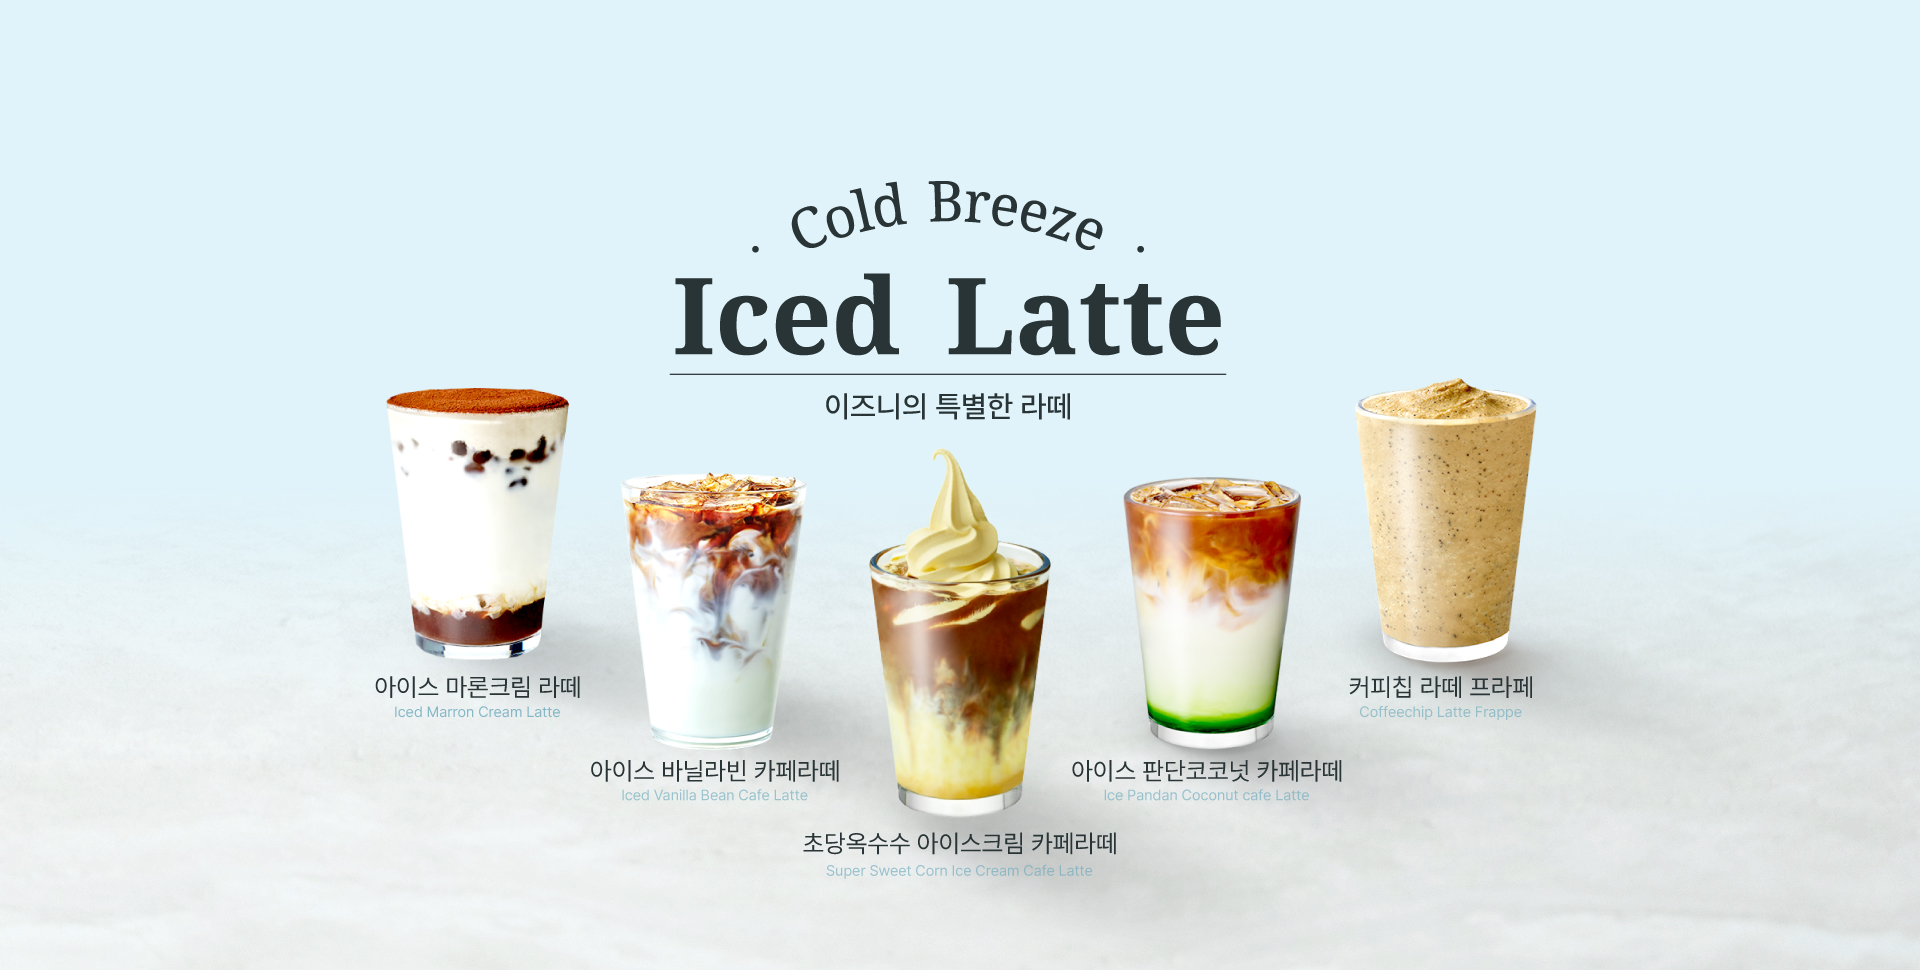 · Cold Breeze ·
Iced Latte
이즈니의 특별한 라떼
아이스 마론크림 라떼
Iced Marron Cream Latte
아이스 바닐라빈 카페라떼
Iced Vanilla Bean Cafe Latte
초당옥수수 아이스크림 카페라떼
Super Sweet Corn Ice Cream Cafe Latte
아이스 판단코코넛 카페라떼
Ice Pandan Coconut cafe Latte
커피칩 라떼 프라페
Coffeechip Latte Frappe